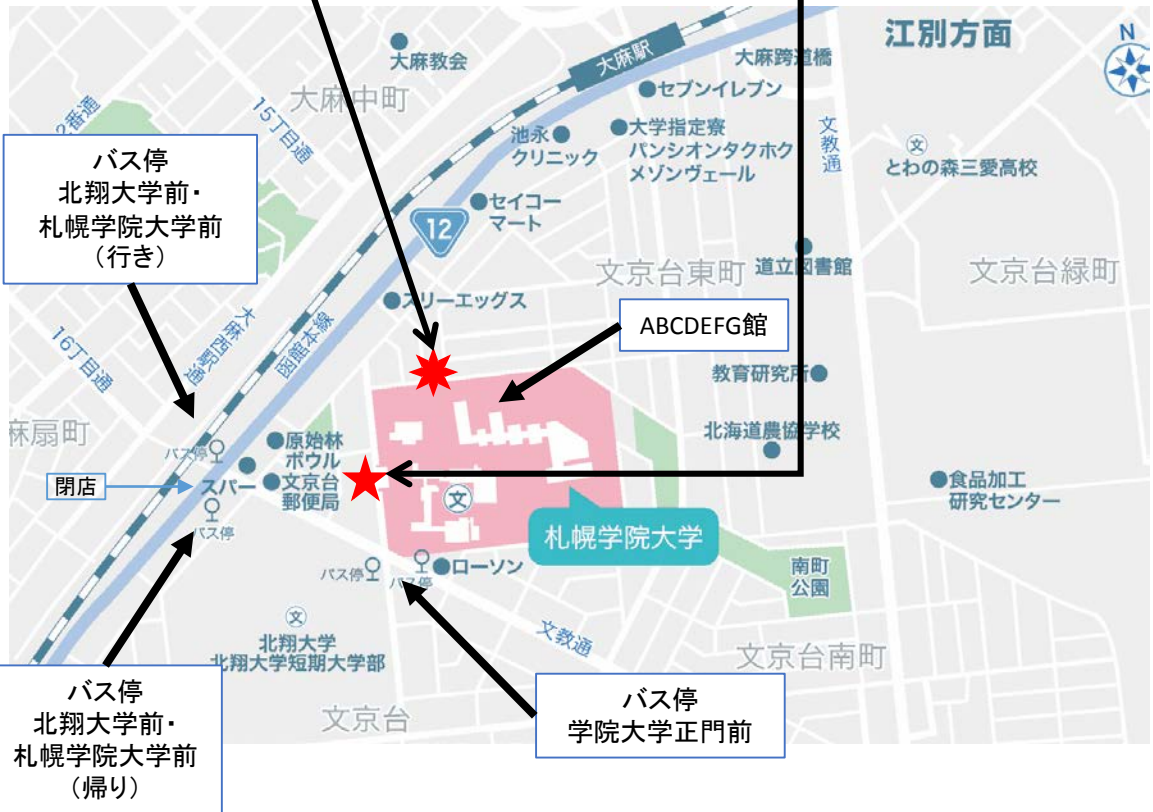 江別方面
N
大麻駅
大麻跨道橋
大麻教会
セブンイレブン
大麻中町
15丁目通
2番通
池永
クリニック
大学指定寮
パンシオンタクホク
メゾンヴェール
文教通
とわの森三愛高校
バス停
北翔大学前・
札幌学院大学前
（行き）
セイコー
マート
12
文京台東町
道立図書館
文京台緑町
スリーエッグス
ABCDEFG館
大麻西駅通
函館本線
16丁目通
教育研究所
麻扇町
北海道農協学校
バス停
原始林
ボウル
閉店
スパー
文京台
郵便局
文
食品加工
研究センター
バス停
札幌学院大学
バス停
バス停
ローソン
南町
公園
文
北翔大学
北翔大学短期大学部
文教通
文京台南町
バス停
北翔大学前・
札幌学院大学前
（帰り）
文京台
バス停
学院大学正門前